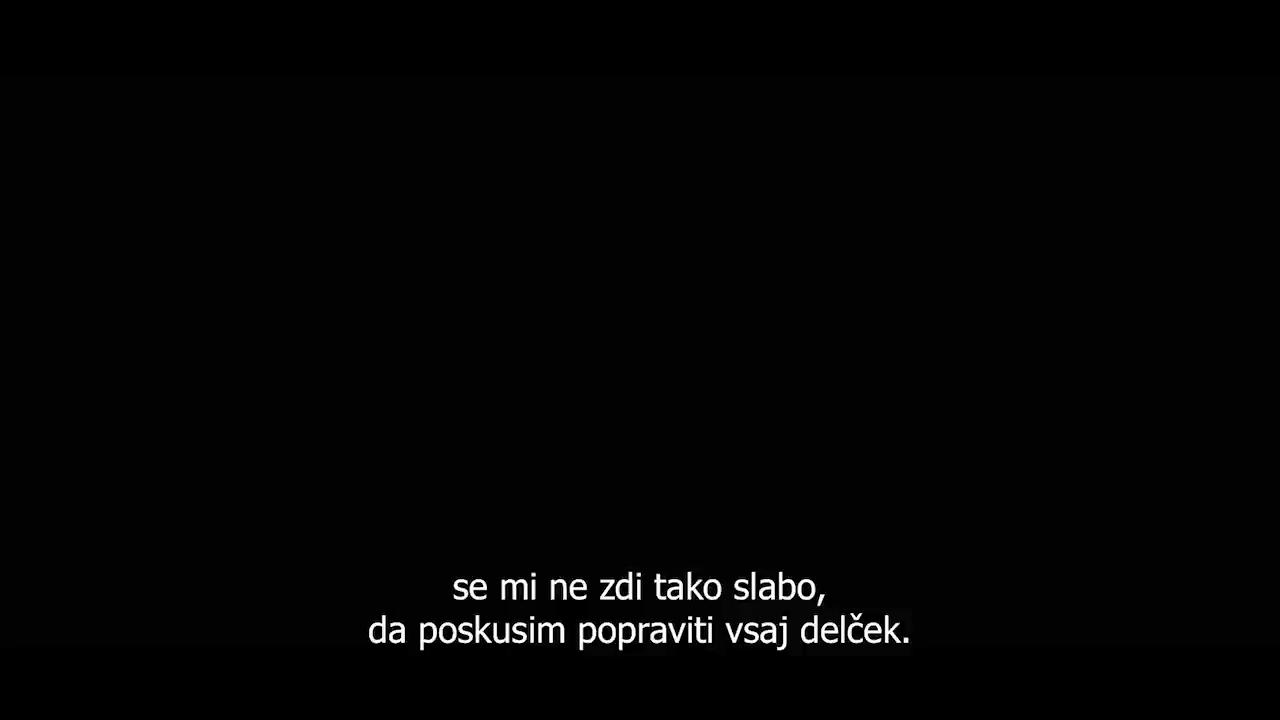 se mi ne zdi tako slabo,
da poskusim popraviti vsaj delček.